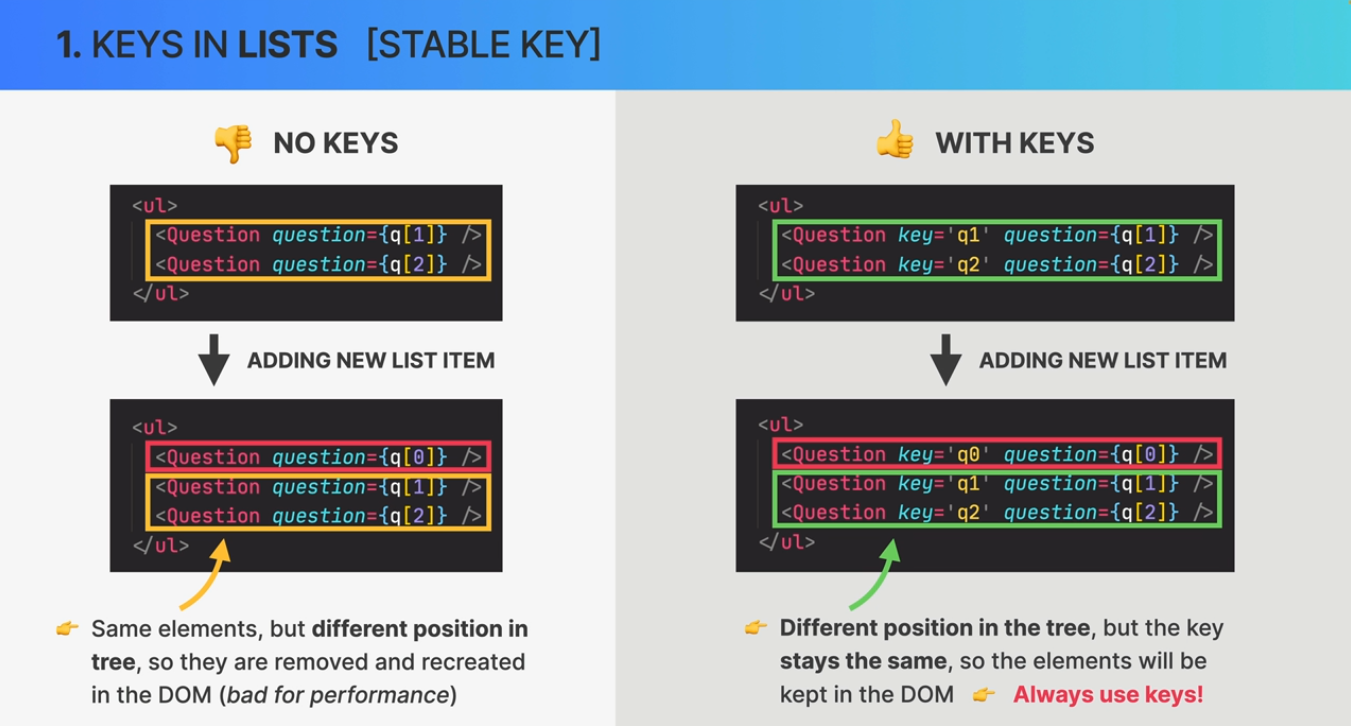 1. KEYS IN LISTS [STABLE KEY]
👎 NO KEYS
<ul>
<Question question={q[1]} />
<Question question={q[2]} />
</ul>
ADDING NEW LIST ITEM
<ul>
<Question question={q[0]} />
<Question question={q[1]} />
<Question question={q[2]} />
</ul>
👉 Same elements, but different position in
tree, so they are removed and recreated
in the DOM (bad for performance)
👍 WITH KEYS
<ul>
<Question key='q1' question={q[1]} />
<Question key='q2' question={q[2]} />
</ul>
ADDING NEW LIST ITEM
<ul>
<Question key='q0' question={q[0]} />
<Question key='q1' question={q[1]} />
<Question key='q2' question={q[2]} />
</ul>
👉 Different position in the tree, but the key
stays the same, so the elements will be
kept in the DOM 👉 Always use keys!